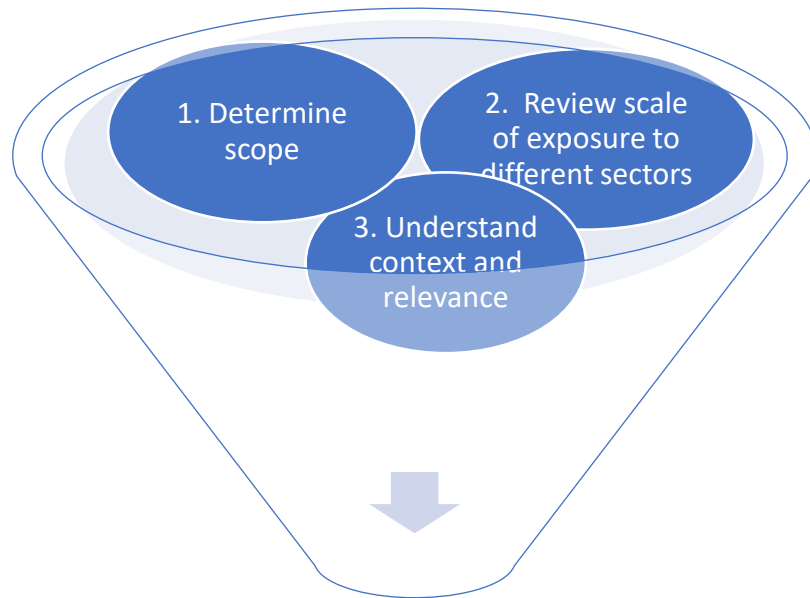 1. Determine
scope
2. Review scale
of exposure to
different sectors
3. Understand
context and
relevance